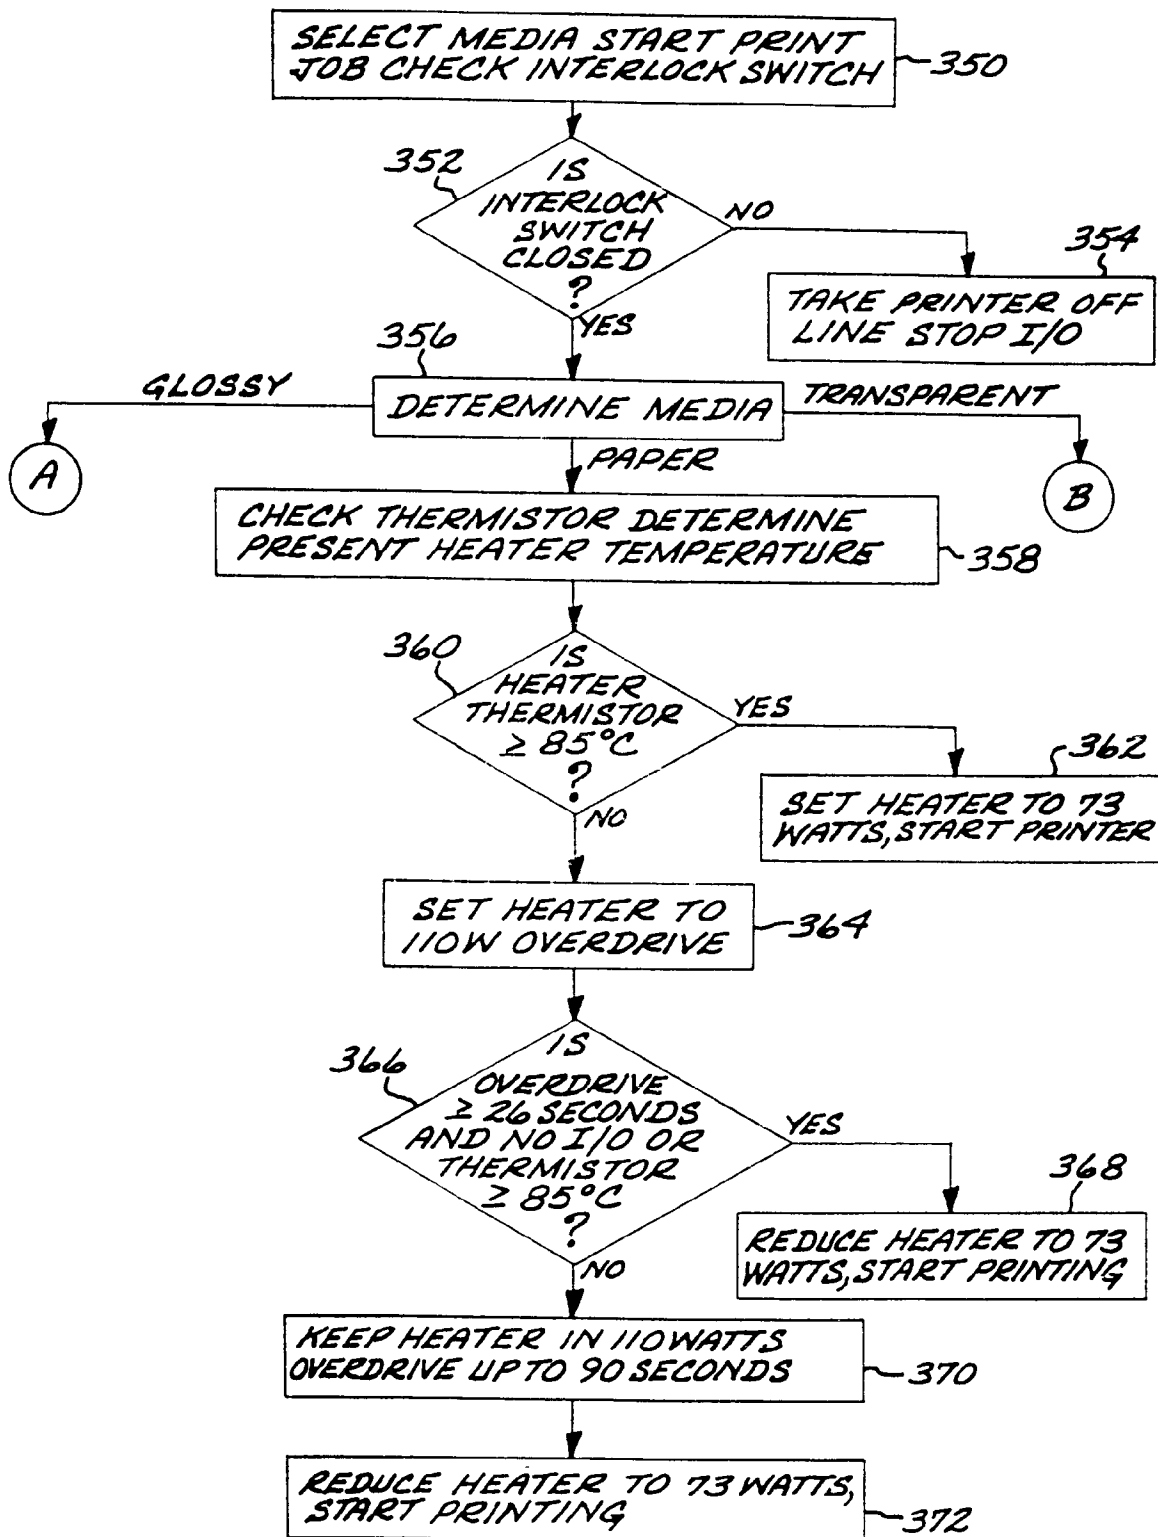 SELECT MEDIA START PRINT
JOB CHECK INTERLOCK SWITCH
350
352
IS
INTERLOCK
SWITCH
CLOSED
?
NO
354
TAKE PRINTER OFF
LINE STOP I/O
YES
356
GLOSSY
DETERMINE MEDIA
TRANSPARENT
A
PAPER
B
CHECK THERMISTOR DETERMINE
PRESENT HEATER TEMPERATURE
358
360
IS
HEATER
THERMISTOR
≥ 85°C
?
YES
362
SET HEATER TO 73
WATTS, START PRINTER
NO
SET HEATER TO
110W OVERDRIVE
364
366
IS
OVERDRIVE
≥ 26 SECONDS
AND NO I/O OR
THERMISTOR
≥ 85°C
?
YES
368
REDUCE HEATER TO 73
WATTS, START PRINTING
NO
KEEP HEATER IN 110 WATTS
OVERDRIVE UP TO 90 SECONDS
370
REDUCE HEATER TO 73 WATTS,
START PRINTING
372